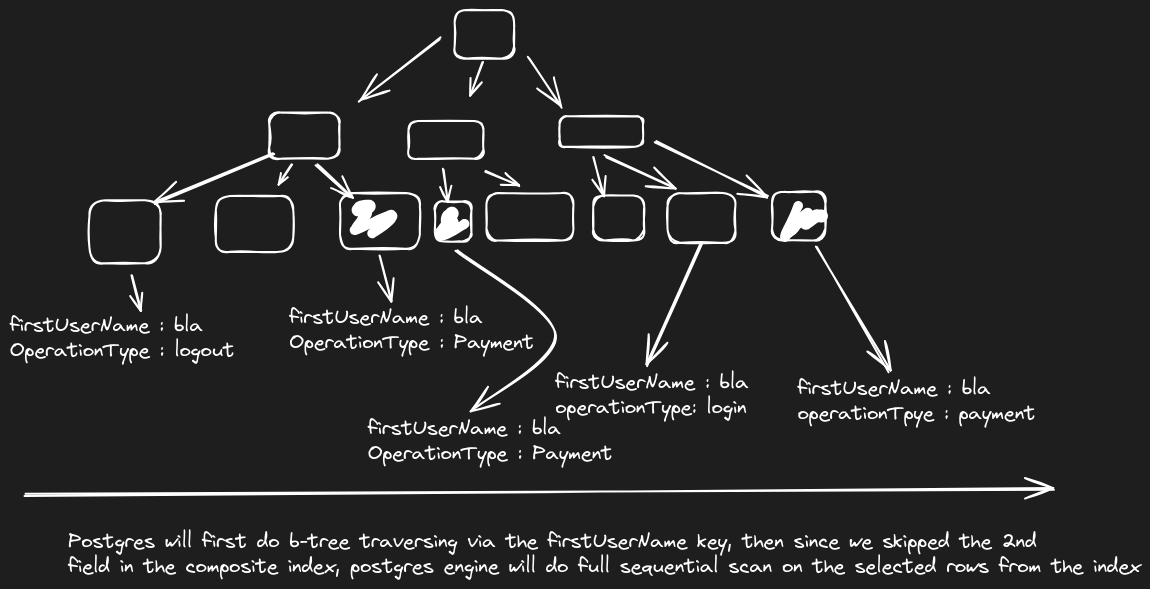 firstUserName : bla
OperationType : logout
firstUserName : bla
OperationType : Payment
firstUserName : bla
OperationType : Payment
firstUserName : bla
operationType: login
firstUserName : bla
operationTpye : payment
Postgres will first do b-tree traversing via the firstUserName key, then since we skipped the 2nd
field in the composite index, postgres engine will do full sequential scan on the selected rows from the index